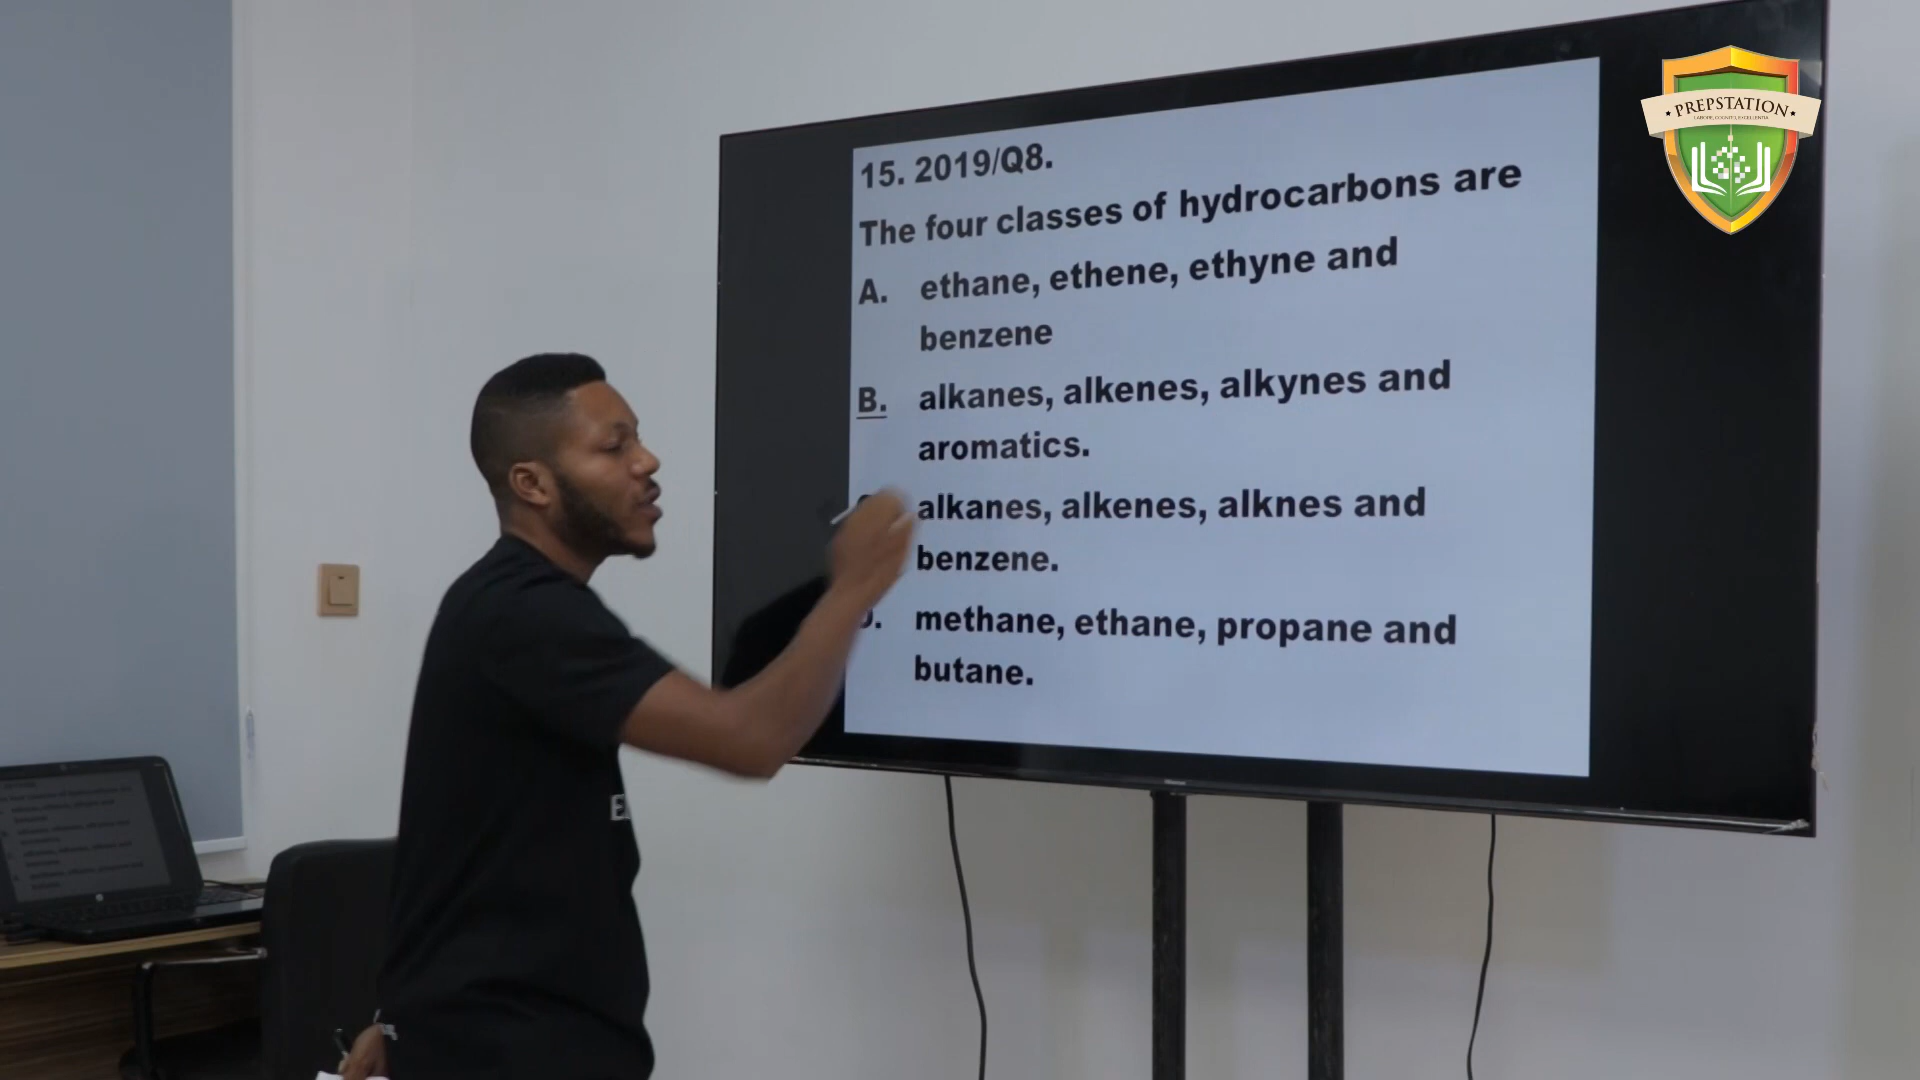 15. 2019/Q8.
The four classes of hydrocarbons are
A. ethane, ethene, ethyne and
benzene
B. alkanes, alkenes, alkynes and
aromatics.
alkanes, alkenes, alknes and
benzene.
methane, ethane, propane and
butane.
PREPSTATION